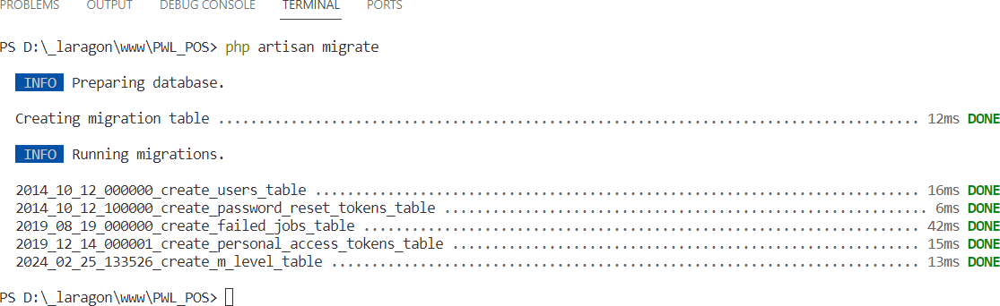 PROBLEMS OUTPUT DEBUG CONSOLE TERMINAL PORTS
PS D:\_laragon\www\PWL_POS> php artisan migrate
INFO Preparing database.
Creating migration table ....................................................................................... 12ms DONE
INFO Running migrations.
2014_10_12_000000_create_users_table ........................................................................... 16ms DONE
2014_10_12_100000_create_password_reset_tokens_table ............................................................ 6ms DONE
2019_08_19_000000_create_failed_jobs_table ..................................................................... 42ms DONE
2019_12_14_000001_create_personal_access_tokens_table .......................................................... 15ms DONE
2024_02_25_133526_create_m_level_table ......................................................................... 13ms DONE
PS D:\_laragon\www\PWL_POS>